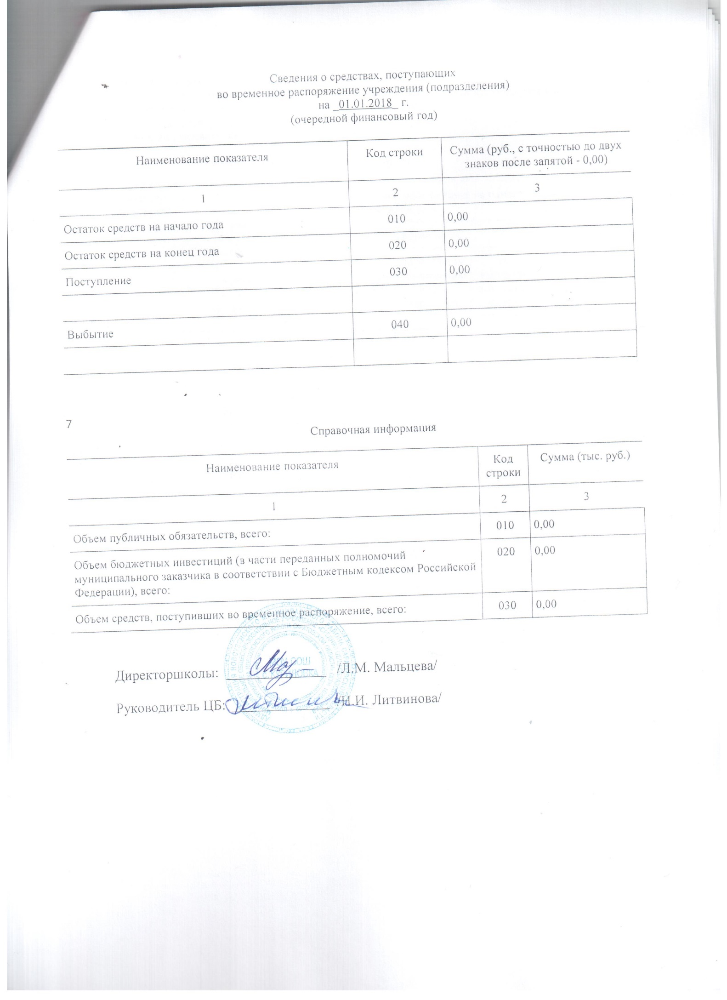 Сведения о средствах, поступающих
во временное распоряжение учреждения (подразделения)
на _01.01.2018_ г.
(очередной финансовый год)
Наименование показателя Код строки Сумма (руб., с точностью до двух
знаков после запятой - 0,00)
1 2 3
Остаток средств на начало года 010 0,00
Остаток средств на конец года 020 0,00
Поступление 030 0,00
Выбытие 040 0,00
7
Справочная информация
Наименование показателя Код Сумма (тыс. руб.)
строки
1 2 3
Объем публичных обязательств, всего: 010 0,00
Объем бюджетных инвестиций (в части переданных полномочий 020 0,00
муниципального заказчика в соответствии с Бюджетным кодексом Российской
Федерации), всего:
Объем средств, поступивших во временное распоряжение, всего: 030 0,00
Директоршколы: /Л.М. Мальцева/
Руководитель ЦБ: /Н.И. Литвинова/